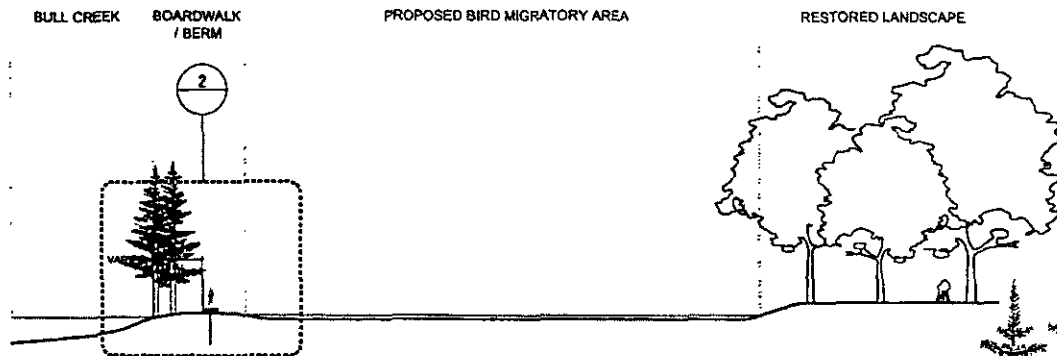 BULL CREEK
BOARDWALK
/ BERM
PROPOSED BIRD MIGRATORY AREA
RESTORED LANDSCAPE
2